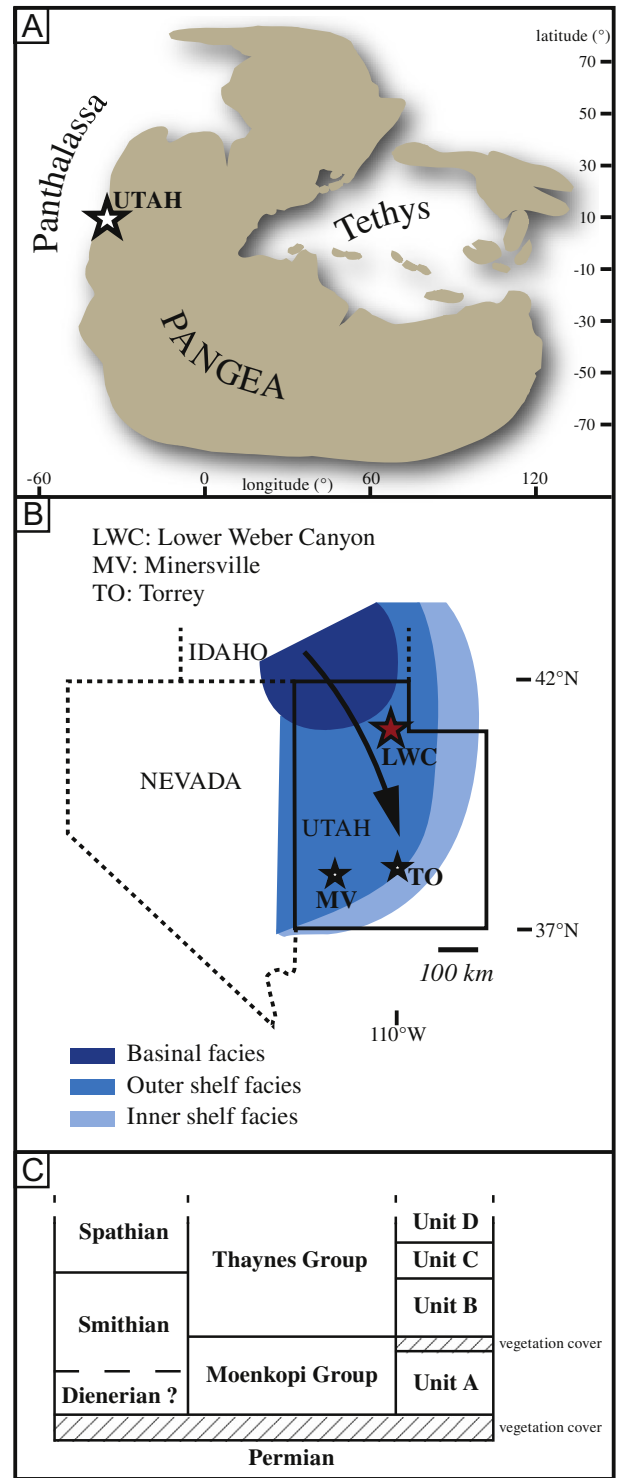 A
latitude (°)
70
50
30
10
-10
-30
-50
-70
Panthalassa
UTAH
Tethys
PANGEA
-60
0
longitude (°)
60
120
B
LWC: Lower Weber Canyon
MV: Minersville
TO: Torrey
IDAHO
42°N
LWC
NEVADA
UTAH
MV
TO
37°N
100 km
110°W
Basinal facies
Outer shelf facies
Inner shelf facies
C
Spathian
Smithian
Dienerian ?
Thaynes Group
Moenkopi Group
Unit D
Unit C
Unit B
vegetation cover
Unit A
vegetation cover
Permian